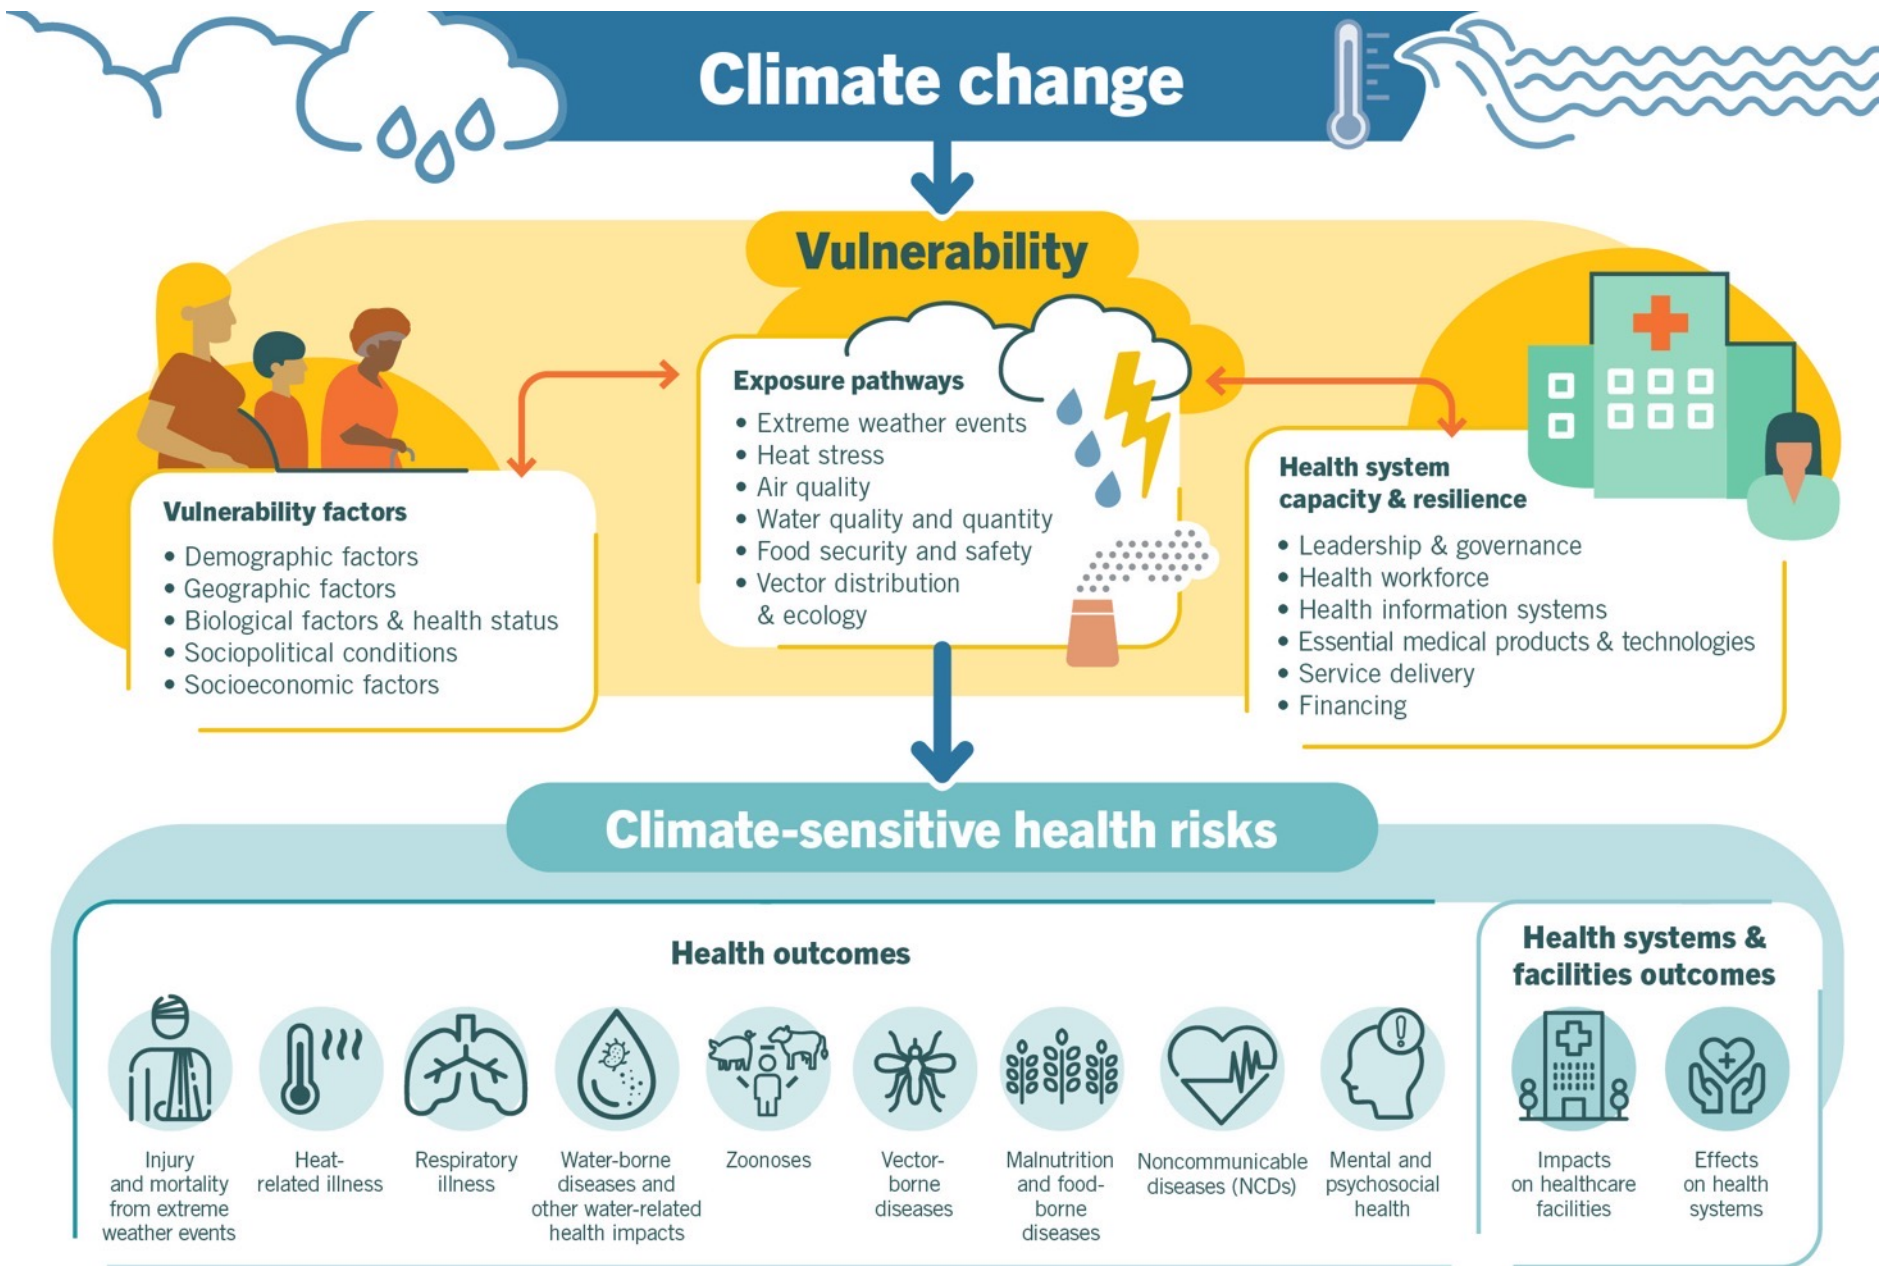 Climate change
Vulnerability
Vulnerability factors
• Demographic factors
• Geographic factors
• Biological factors & health status
• Sociopolitical conditions
• Socioeconomic factors
Exposure pathways
• Extreme weather events
• Heat stress
• Air quality
• Water quality and quantity
• Food security and safety
• Vector distribution
& ecology
Health system
capacity & resilience
• Leadership & governance
• Health workforce
• Health information systems
• Essential medical products & technologies
• Service delivery
• Financing
Climate-sensitive health risks
Health outcomes
Injury
and mortality
from extreme
weather events
Heat-
related illness
Respiratory
illness
Water-borne
diseases and
other water-related
health impacts
Zoonoses
Vector-
borne
diseases
Malnutrition
and food-
borne
diseases
Noncommunicable
diseases (NCDs)
Mental and
psychosocial
health
Health systems &
facilities outcomes
Impacts
on healthcare
facilities
Effects
on health
systems